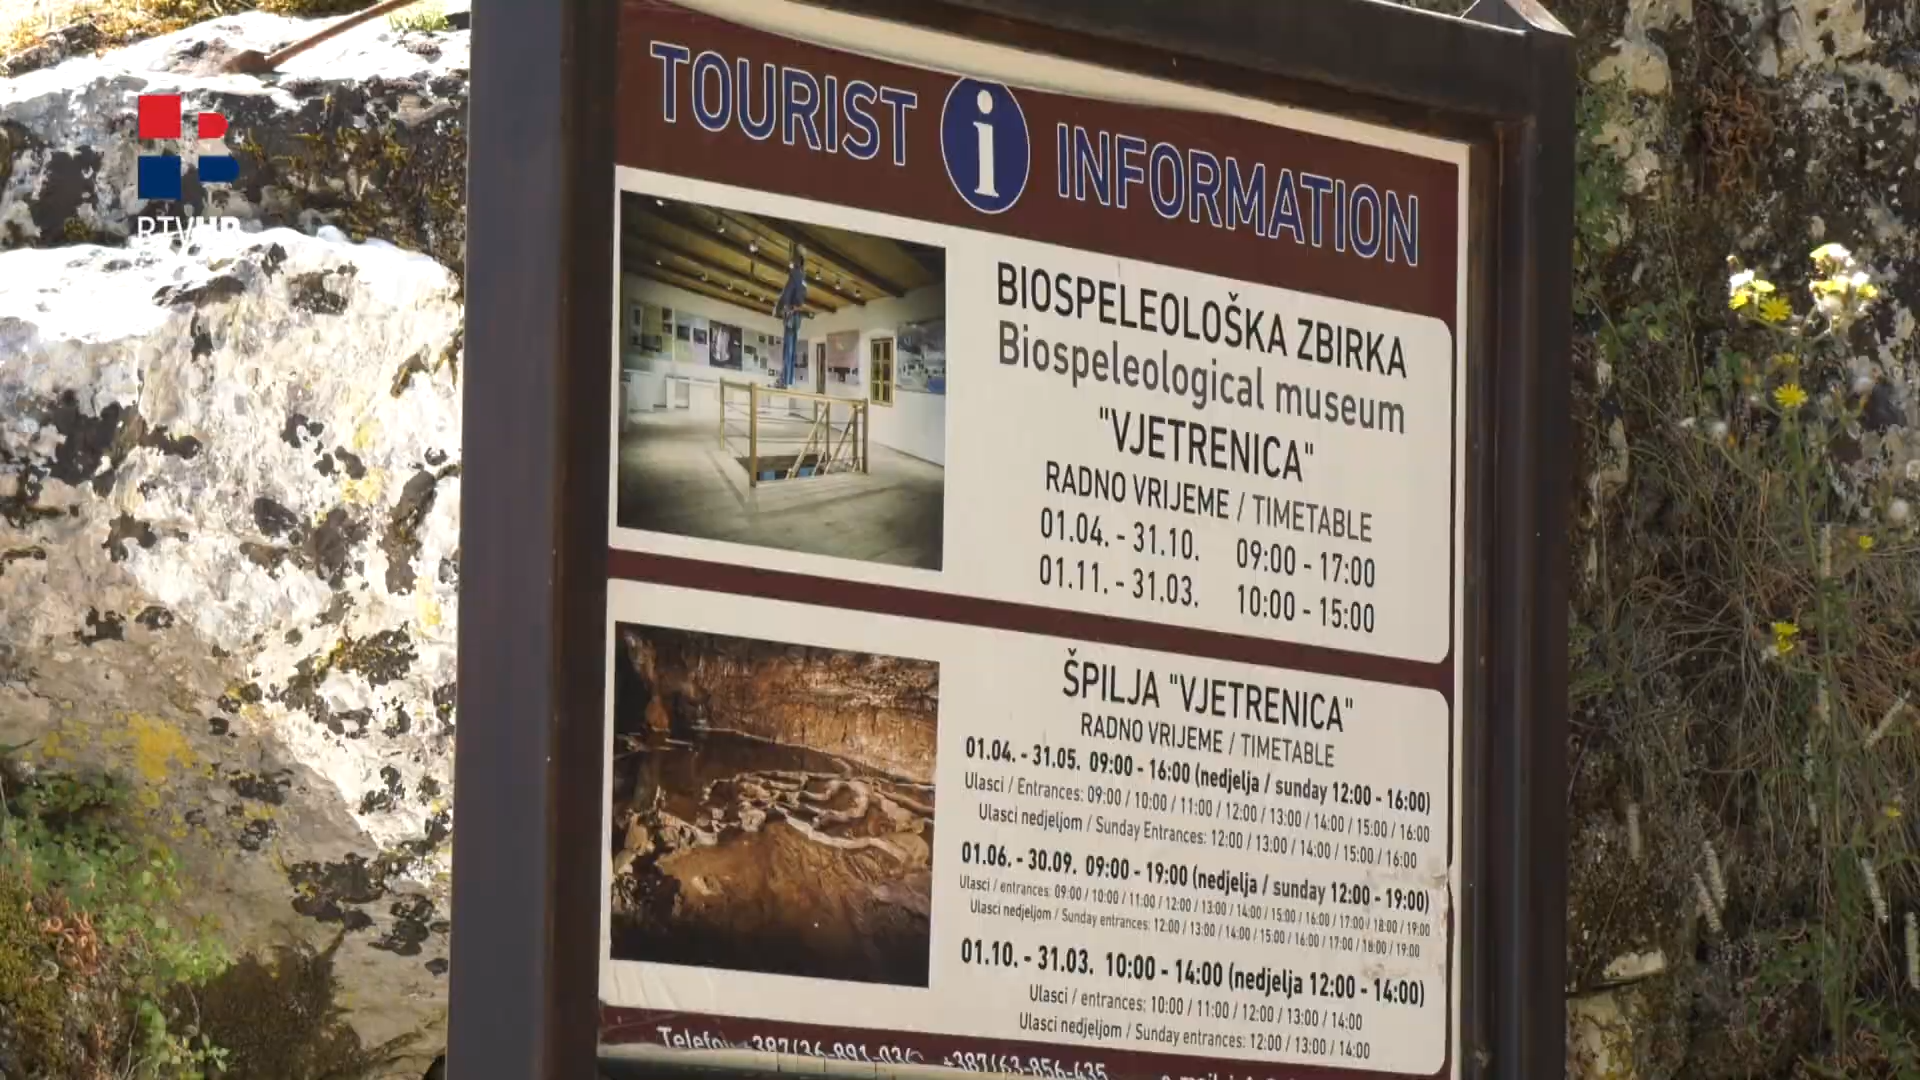 RTVHB
TOURIST i INFORMATION
BIOSPELEOLOŠKA ZBIRKA
Biospeleological museum
"VJETRENICA"
RADNO VRIJEME / TIMETABLE
01.04. - 31.10. 09:00 - 17:00
01.11. - 31.03. 10:00 - 15:00
ŠPILJA "VJETRENICA"
RADNO VRIJEME / TIMETABLE
01.04. - 31.05. 09:00 - 16:00 (nedjelja / sunday 12:00 - 16:00)
Ulasci / Entrances: 09:00 / 10:00 / 11:00 / 12:00 / 13:00 / 14:00 / 15:00 / 16:00
Ulasci nedjeljom / Sunday Entrances: 12:00 / 13:00 / 14:00 / 15:00 / 16:00
01.06. - 30.09. 09:00 - 19:00 (nedjelja / sunday 12:00 - 19:00)
Ulasci / entrances: 09:00 / 10:00 / 11:00 / 12:00 / 13:00 / 14:00 / 15:00 / 16:00 / 17:00 / 18:00 / 19:00
Ulasci nedjeljom / Sunday entrances: 12:00 / 13:00 / 14:00 / 15:00 / 16:00 / 17:00 / 18:00 / 19:00
01.10. - 31.03. 10:00 - 14:00 (nedjelja 12:00 - 14:00)
Ulasci / entrances: 10:00 / 11:00 / 12:00 / 13:00 / 14:00
Ulasci nedjeljom / Sunday entrances: 12:00 / 13:00 / 14:00
+387(63-856-435